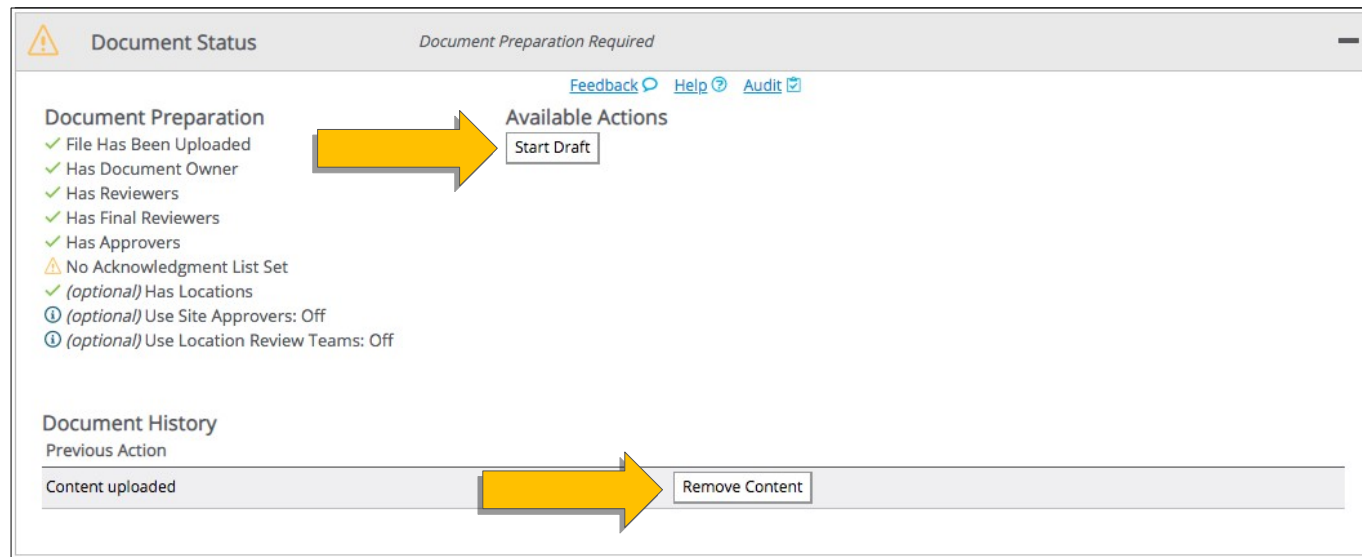 Document Status
Document Preparation Required
Feedback Help Audit
Document Preparation
File Has Been Uploaded
Has Document Owner
Has Reviewers
Has Final Reviewers
Has Approvers
No Acknowledgment List Set
(optional) Has Locations
(optional) Use Site Approvers: Off
(optional) Use Location Review Teams: Off
Available Actions
Start Draft
Document History
Previous Action
Content uploaded
Remove Content